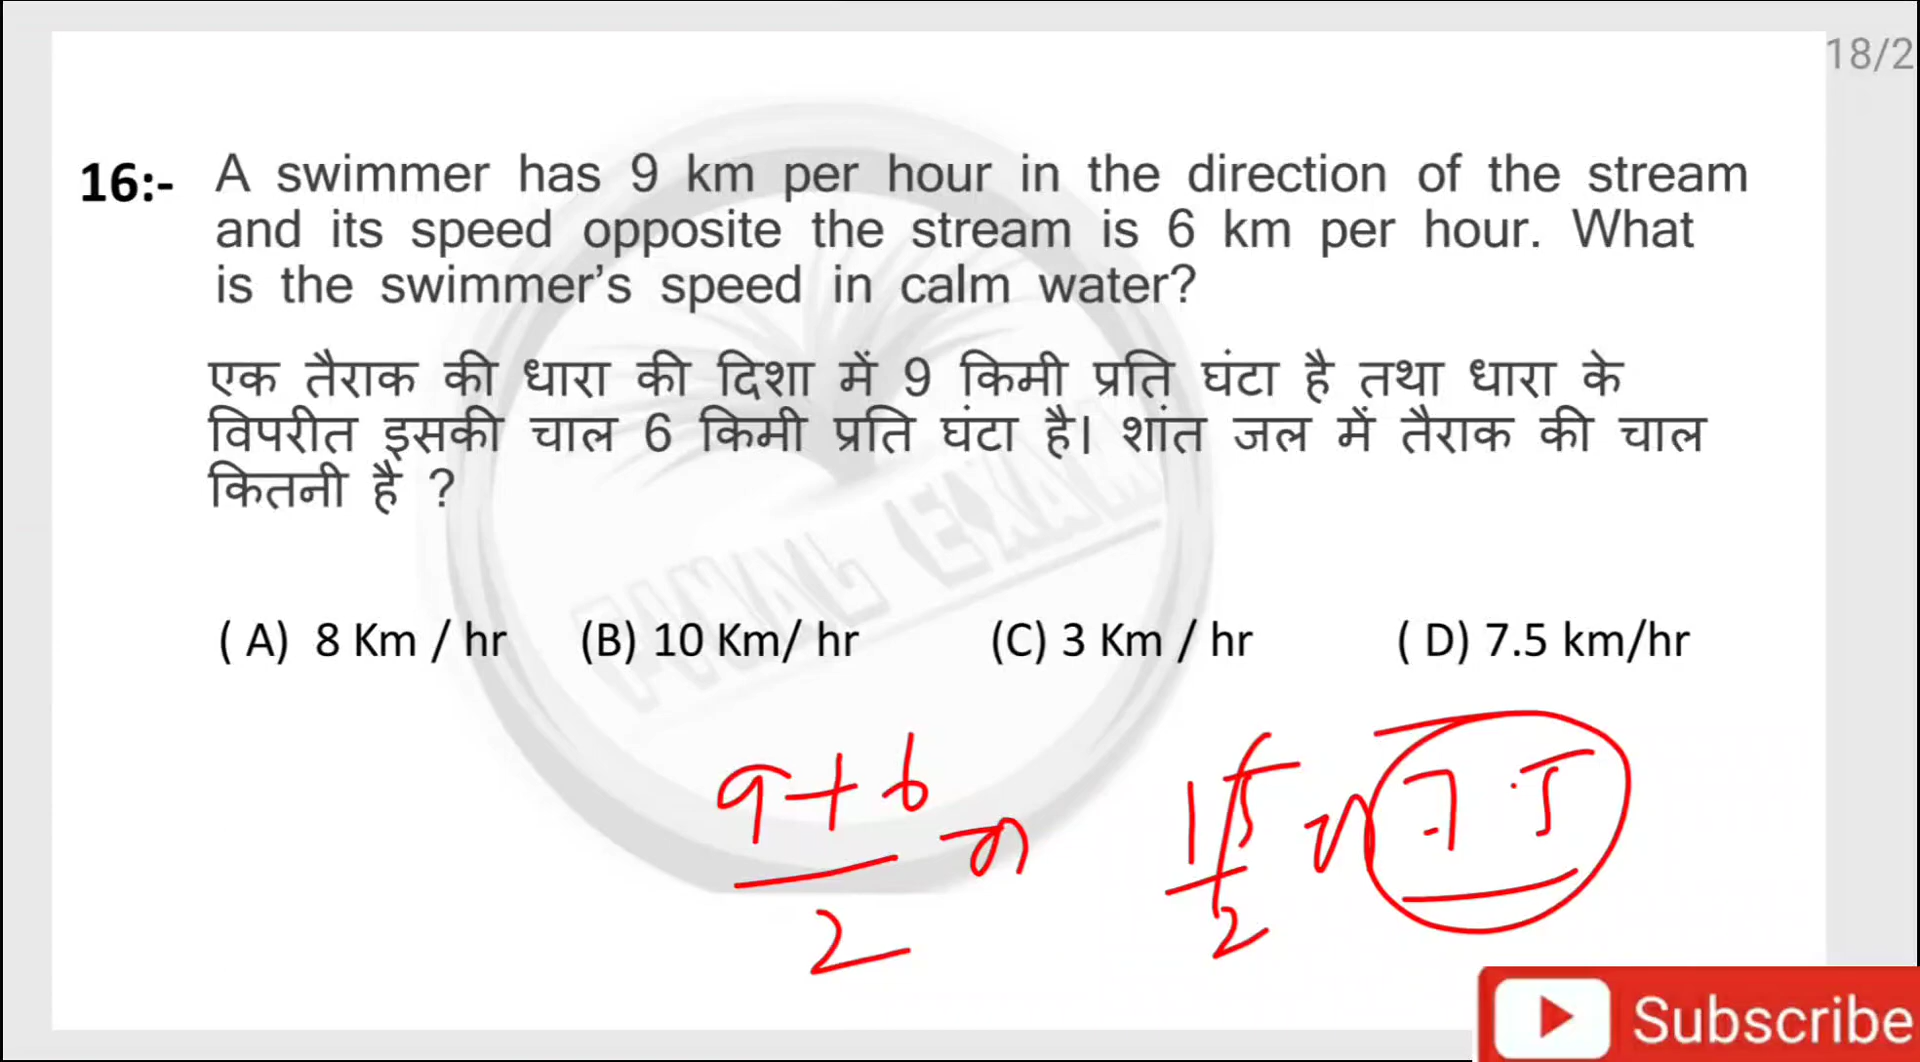 18/2
16:- A swimmer has 9 km per hour in the direction of the stream
and its speed opposite the stream is 6 km per hour. What
is the swimmer’s speed in calm water?
एक तैराक की धारा की दिशा में 9 किमी प्रति घंटा है तथा धारा के
विपरीत इसकी चाल 6 किमी प्रति घंटा है। शांत जल में तैराक की चाल
कितनी है ?
FINAL EXAM
( A) 8 Km / hr (B) 10 Km/ hr (C) 3 Km / hr ( D) 7.5 km/hr
9+6 15 7.5
2 2
Subscribe